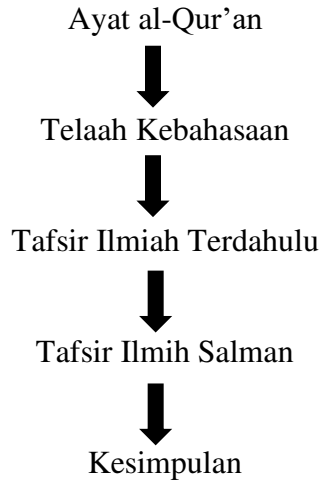 Ayat al-Qur’an
Telaah Kebahasaan
Tafsir Ilmiah Terdahulu
Tafsir Ilmih Salman
Kesimpulan